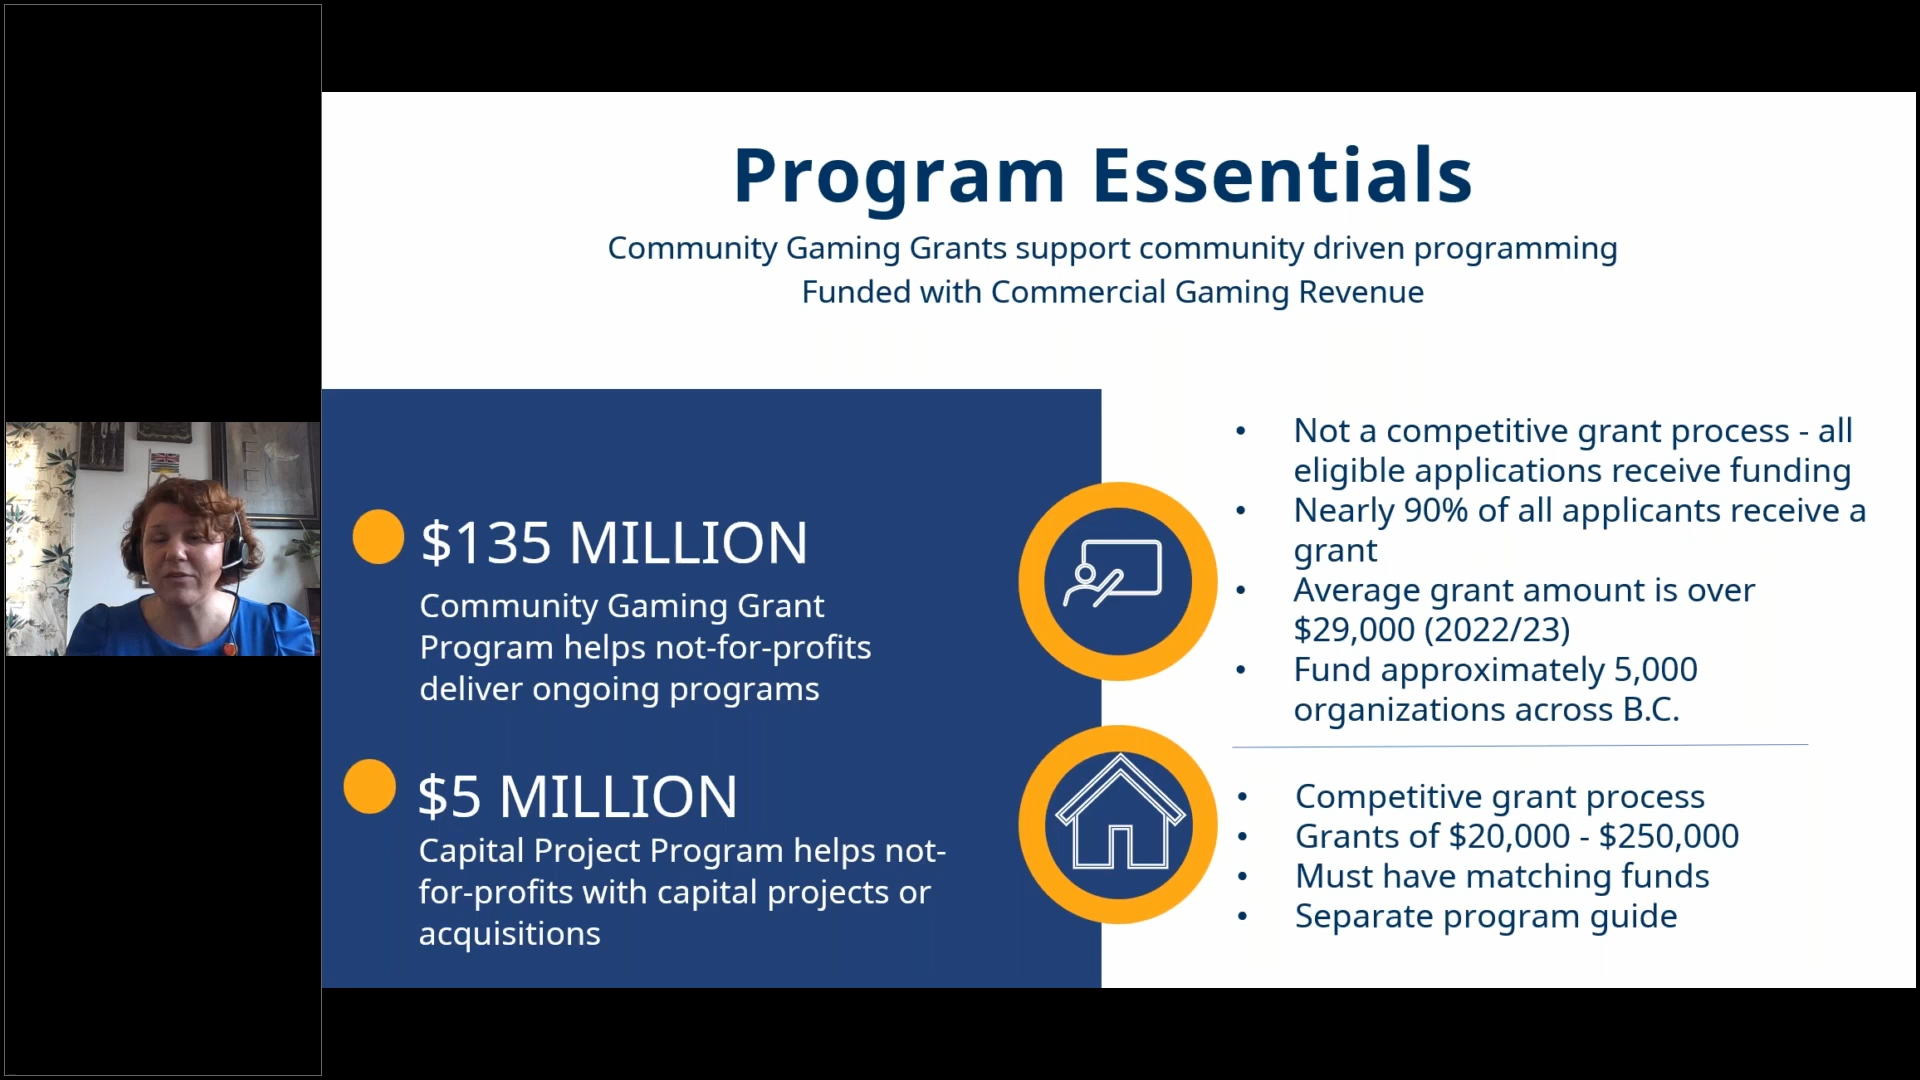 Program Essentials
Community Gaming Grants support community driven programming
Funded with Commercial Gaming Revenue
$135 MILLION
Community Gaming Grant
Program helps not-for-profits
deliver ongoing programs
$5 MILLION
Capital Project Program helps not-
for-profits with capital projects or
acquisitions
• Not a competitive grant process - all
eligible applications receive funding
• Nearly 90% of all applicants receive a
grant
• Average grant amount is over
$29,000 (2022/23)
• Fund approximately 5,000
organizations across B.C.
• Competitive grant process
• Grants of $20,000 - $250,000
• Must have matching funds
• Separate program guide